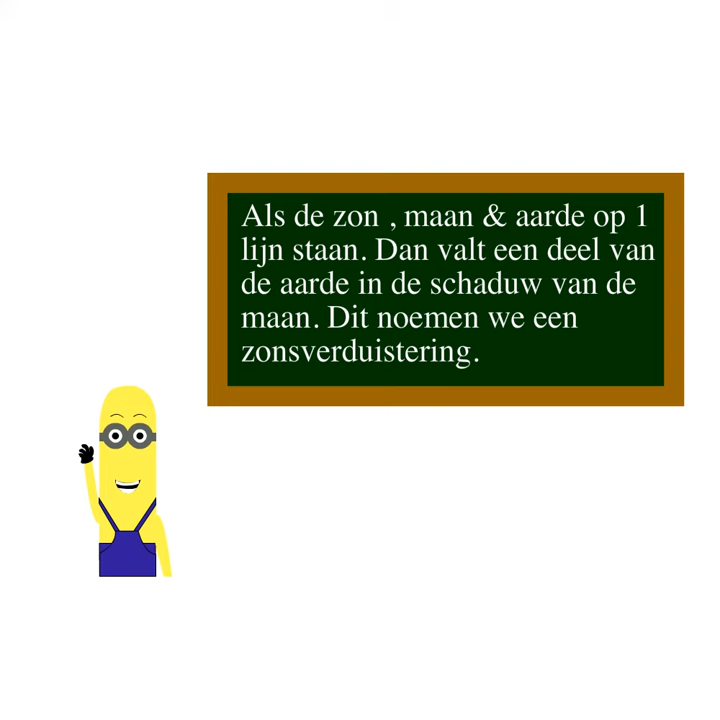 Als de zon , maan & aarde op 1
lijn staan. Dan valt een deel van
de aarde in de schaduw van de
maan. Dit noemen we een
zonsverduistering.